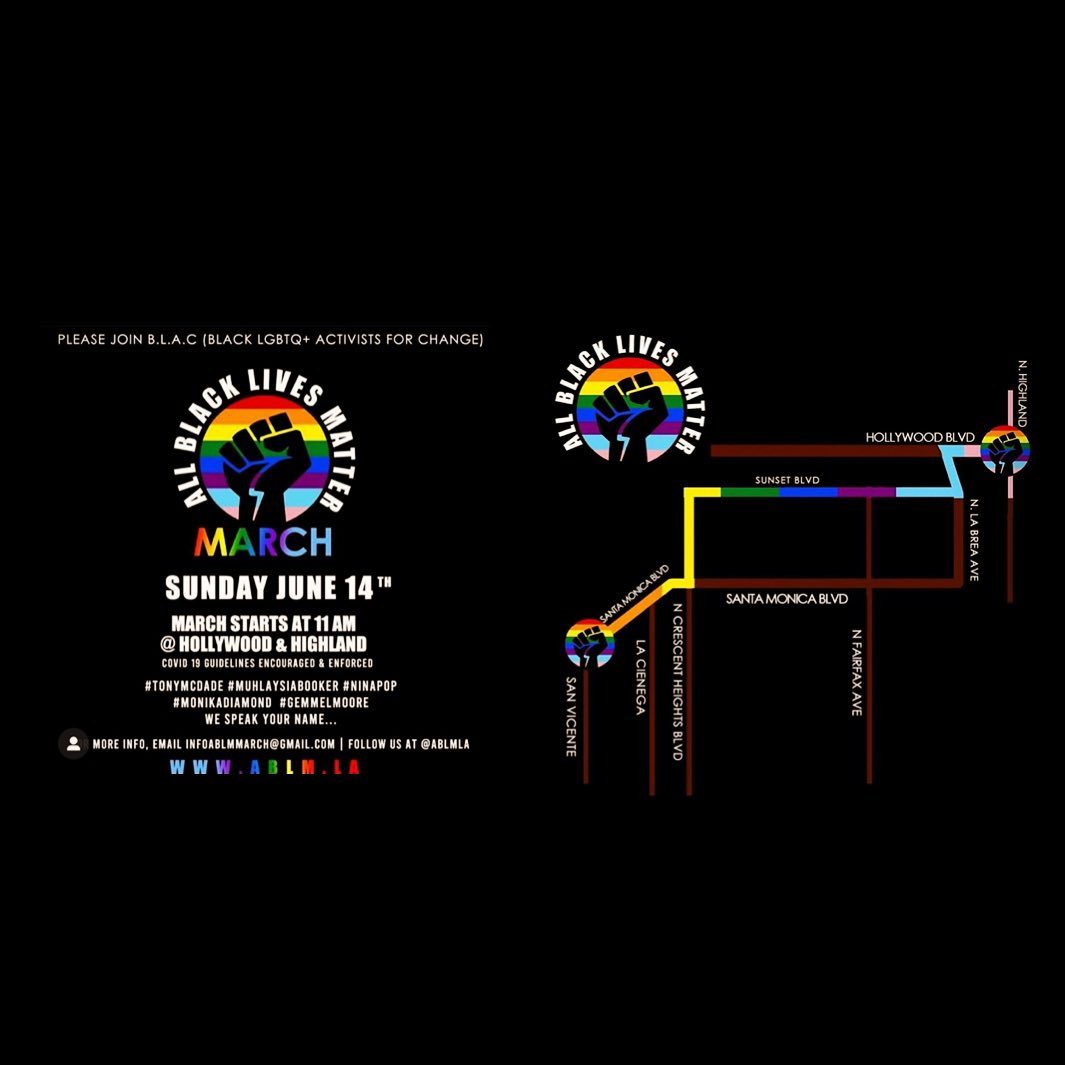 PLEASE JOIN B.L.A.C (BLACK LGBTQ+ ACTIVISTS FOR CHANGE)
ALL BLACK LIVES MATTER
MARCH
SUNDAY JUNE 14TH
MARCH STARTS AT 11 AM
@ HOLLYWOOD & HIGHLAND
COVID 19 GUIDELINES ENCOURAGED & ENFORCED
#TONYMCDADE #MUHLAYSIABOOKER #NINAPOP
#MONIKADIAMOND #GEMMELMOORE
WE SPEAK YOUR NAME...
MORE INFO, EMAIL INFOABLMMARCH@GMAIL.COM | FOLLOW US AT @ABLMLA
WWW.ABLM.LA
ALL BLACK LIVES MATTER
N. HIGHLAND
HOLLYWOOD BLVD
SUNSET BLVD
N. LA BREA AVE
SANTA MONICA BLVD
SANTA MONICA BLVD
SAN VICENTE
LA CIENEGA
N CRESCENT HEIGHTS BLVD
N FAIRFAX AVE